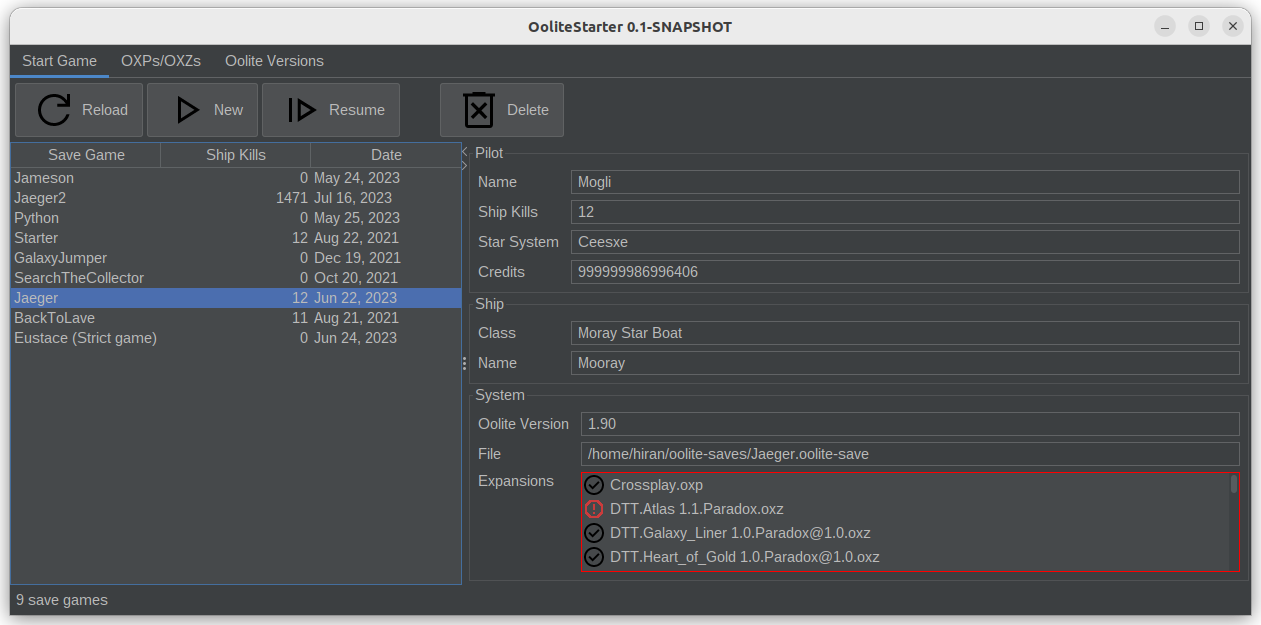 OoliteStarter 0.1-SNAPSHOT
Start Game OXPs/OXZs Oolite Versions
Reload New Resume Delete
Save Game Ship Kills Date
Jameson 0 May 24, 2023
Jaeger2 1471 Jul 16, 2023
Python 0 May 25, 2023
Starter 12 Aug 22, 2021
GalaxyJumper 0 Dec 19, 2021
SearchTheCollector 0 Oct 20, 2021
Jaeger 12 Jun 22, 2023
BackToLave 11 Aug 21, 2021
Eustace (Strict game) 0 Jun 24, 2023
Pilot
Name Mogli
Ship Kills 12
Star System Ceesxe
Credits 999999986996406
Ship
Class Moray Star Boat
Name Mooray
System
Oolite Version 1.90
File /home/hiran/oolite-saves/Jaeger.oolite-save
Expansions Crossplay.oxp
DTT.Atlas 1.1.Paradox.oxz
DTT.Galaxy_Liner 1.0.Paradox@1.0.oxz
DTT.Heart_of_Gold 1.0.Paradox@1.0.oxz
9 save games